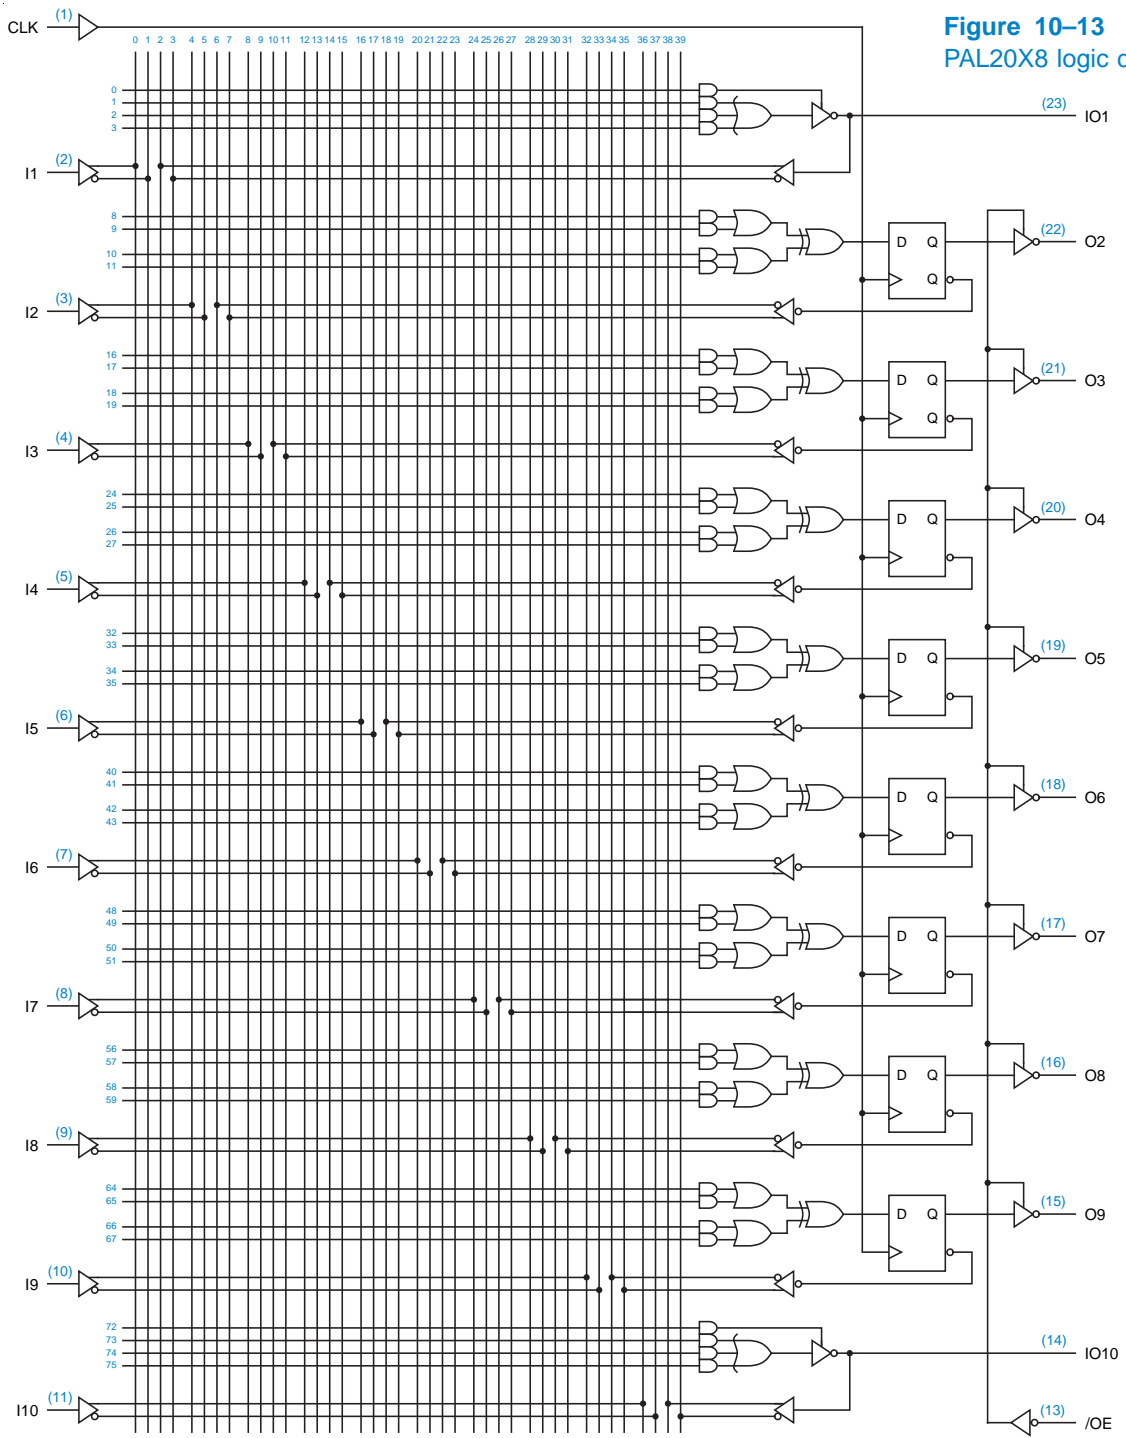 Figure 10–13
PAL20X8 logic
CLK (1)
0 1 2 3 4 5 6 7 8 9 10 11 12 13 14 15 16 17 18 19 20 21 22 23 24 25 26 27 28 29 30 31 32 33 34 35 36 37 38 39
0
1
2
3
(23) IO1
I1 (2)
8
9
10
11
D Q
Q
(22) O2
I2 (3)
16
17
18
19
D Q
Q
(21) O3
I3 (4)
24
25
26
27
D Q
Q
(20) O4
I4 (5)
32
33
34
35
D Q
(19) O5
I5 (6)
40
41
42
43
D Q
(18) O6
I6 (7)
48
49
50
51
D Q
(17) O7
I7 (8)
56
57
58
59
D Q
(16) O8
I8 (9)
64
65
66
67
D Q
(15) O9
I9 (10)
72
73
74
75
(14) IO10
I10 (11)
(13) /OE